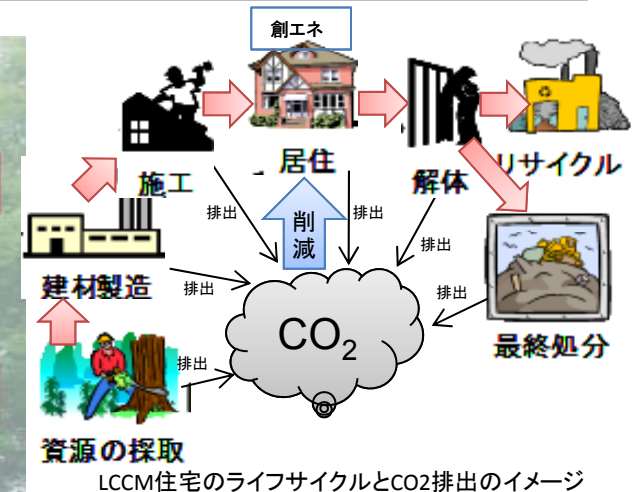 創エネ
施工
居住
解体
リサイクル
排出
削減
排出
排出
建材製造
排出
排出
最終処分
CO2
排出
資源の採取
LCCM住宅のライフサイクルとCO2排出のイメージ